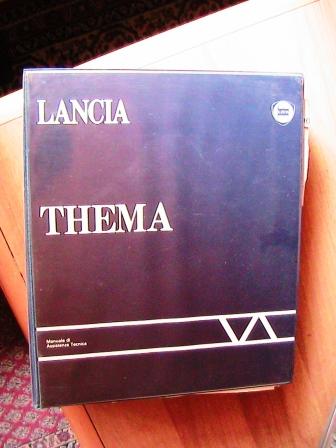 LANCIA
THEMA
Manuale di
Assistenza Tecnica